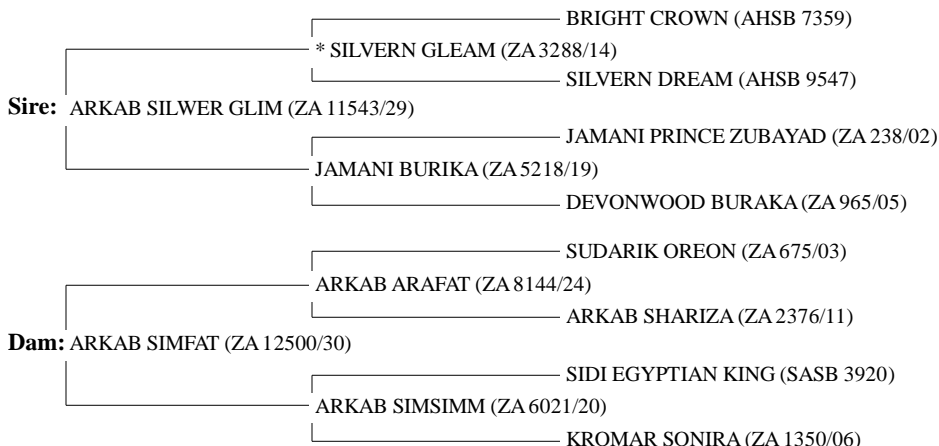 BRIGHT CROWN (AHSB 7359)
* SILVERN GLEAM (ZA 3288/14)
SILVERN DREAM (AHSB 9547)
Sire: ARKAB SILWER GLIM (ZA 11543/29)
JAMANI PRINCE ZUBAYAD (ZA 238/02)
JAMANI BURIKA (ZA 5218/19)
DEVONWOOD BURAKA (ZA 965/05)
SUDARIK OREON (ZA 675/03)
ARKAB ARAFAT (ZA 8144/24)
ARKAB SHARIZA (ZA 2376/11)
Dam: ARKAB SIMFAT (ZA 12500/30)
SIDI EGYPTIAN KING (SASB 3920)
ARKAB SIMSIMM (ZA 6021/20)
KROMAR SONIRA (ZA 1350/06)